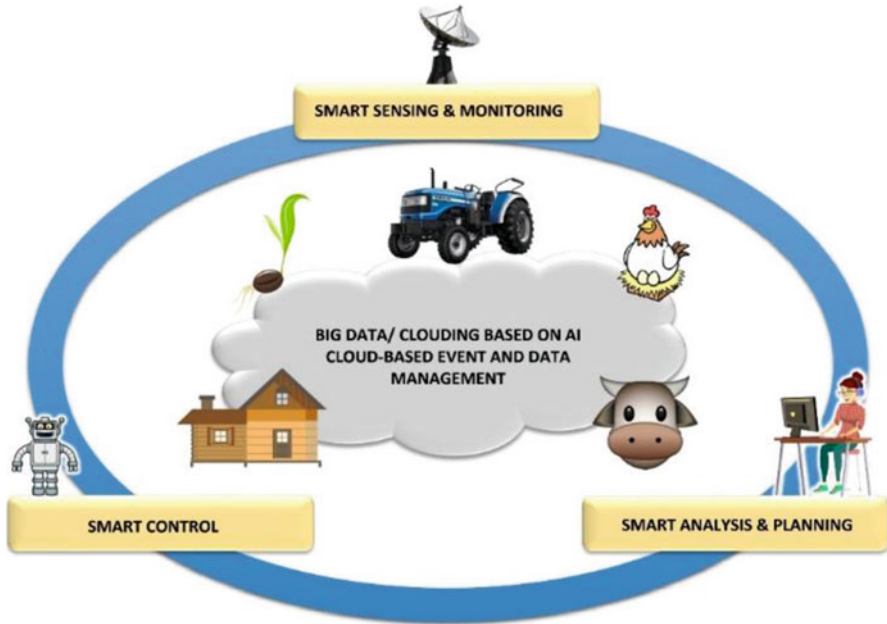 SMART SENSING & MONITORING
BIG DATA/ CLOUDING BASED ON AI
CLOUD-BASED EVENT AND DATA
MANAGEMENT
SMART CONTROL
SMART ANALYSIS & PLANNING